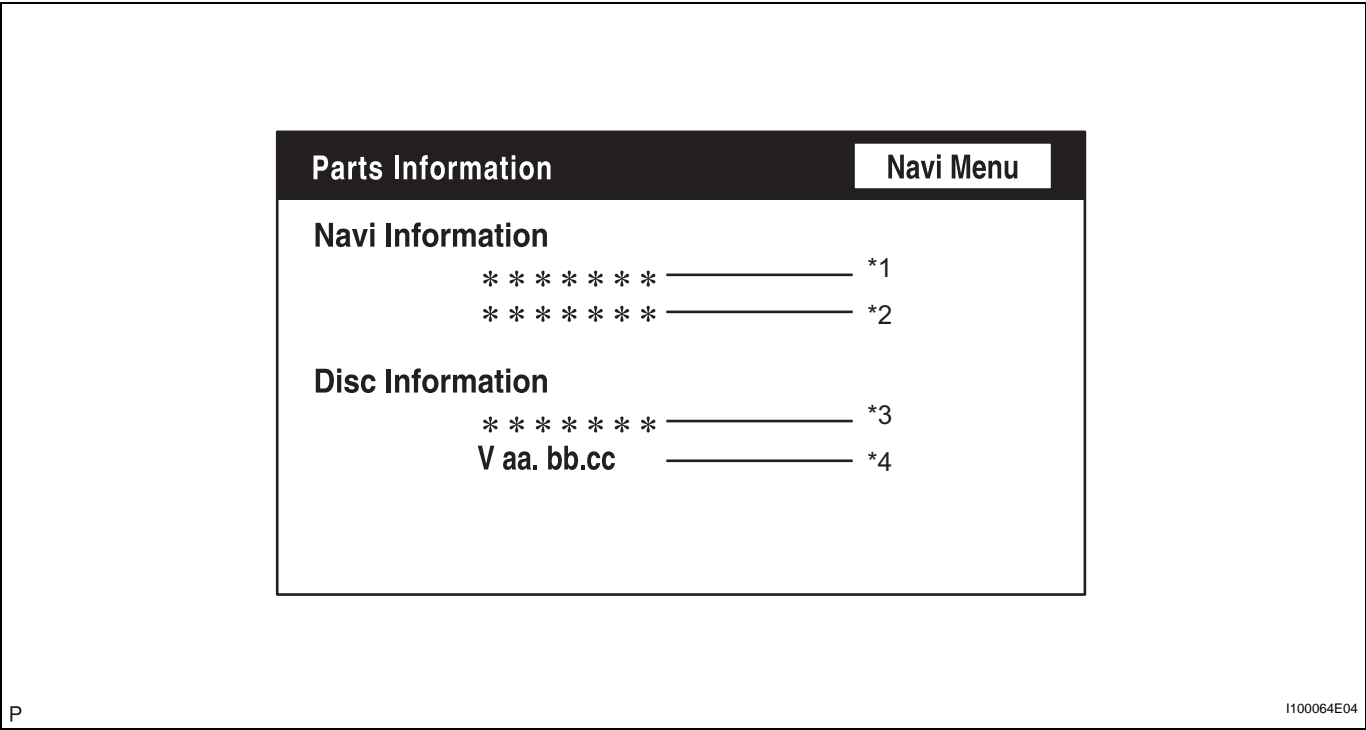 Parts Information Navi Menu
Navi Information
∗∗∗∗∗∗∗ *1
∗∗∗∗∗∗∗ *2
Disc Information
∗∗∗∗∗∗∗ *3
V aa. bb.cc *4
P I100064E04